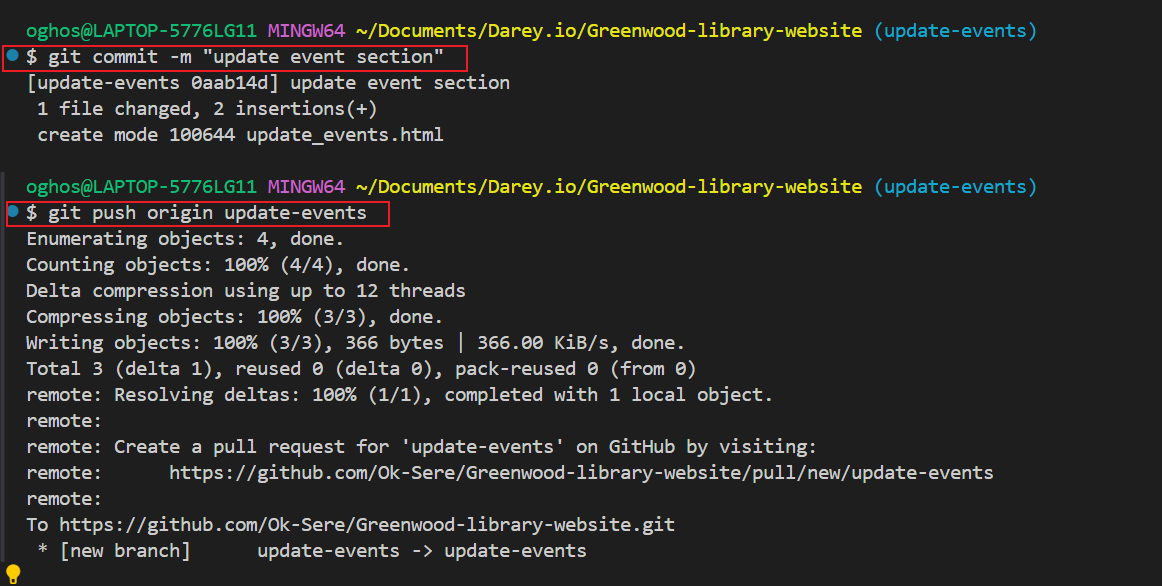 oghos@LAPTOP-5776LG11 MINGW64 ~/Documents/Darey.io/Greenwood-library-website (update-events)
$ git commit -m "update event section"
[update-events 0aab14d] update event section
 1 file changed, 2 insertions(+)
 create mode 100644 update_events.html
oghos@LAPTOP-5776LG11 MINGW64 ~/Documents/Darey.io/Greenwood-library-website (update-events)
$ git push origin update-events
Enumerating objects: 4, done.
Counting objects: 100% (4/4), done.
Delta compression using up to 12 threads
Compressing objects: 100% (3/3), done.
Writing objects: 100% (3/3), 366 bytes | 366.00 KiB/s, done.
Total 3 (delta 1), reused 0 (delta 0), pack-reused 0 (from 0)
remote: Resolving deltas: 100% (1/1), completed with 1 local object.
remote:
remote: Create a pull request for 'update-events' on GitHub by visiting:
remote:      https://github.com/Ok-Sere/Greenwood-library-website/pull/new/update-events
remote:
To https://github.com/Ok-Sere/Greenwood-library-website.git
 * [new branch]      update-events -> update-events